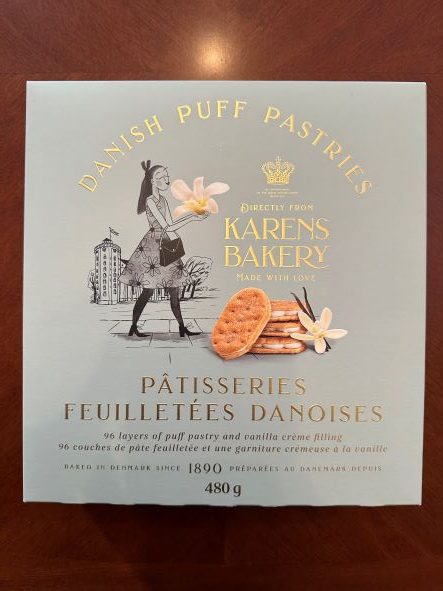 DANISH PUFF PASTRIES
DIRECTLY FROM
KARENS
BAKERY
MADE WITH LOVE
PÂTISSERIES
FEUILLETÉES DANOISES
96 layers of puff pastry and vanilla crème filling
96 couches de pâte feuilletée et une garniture crémeuse à la vanille
BAKED IN DENMARK SINCE 1890 PRÉPARÉES AU DANEMARK DEPUIS
480 g